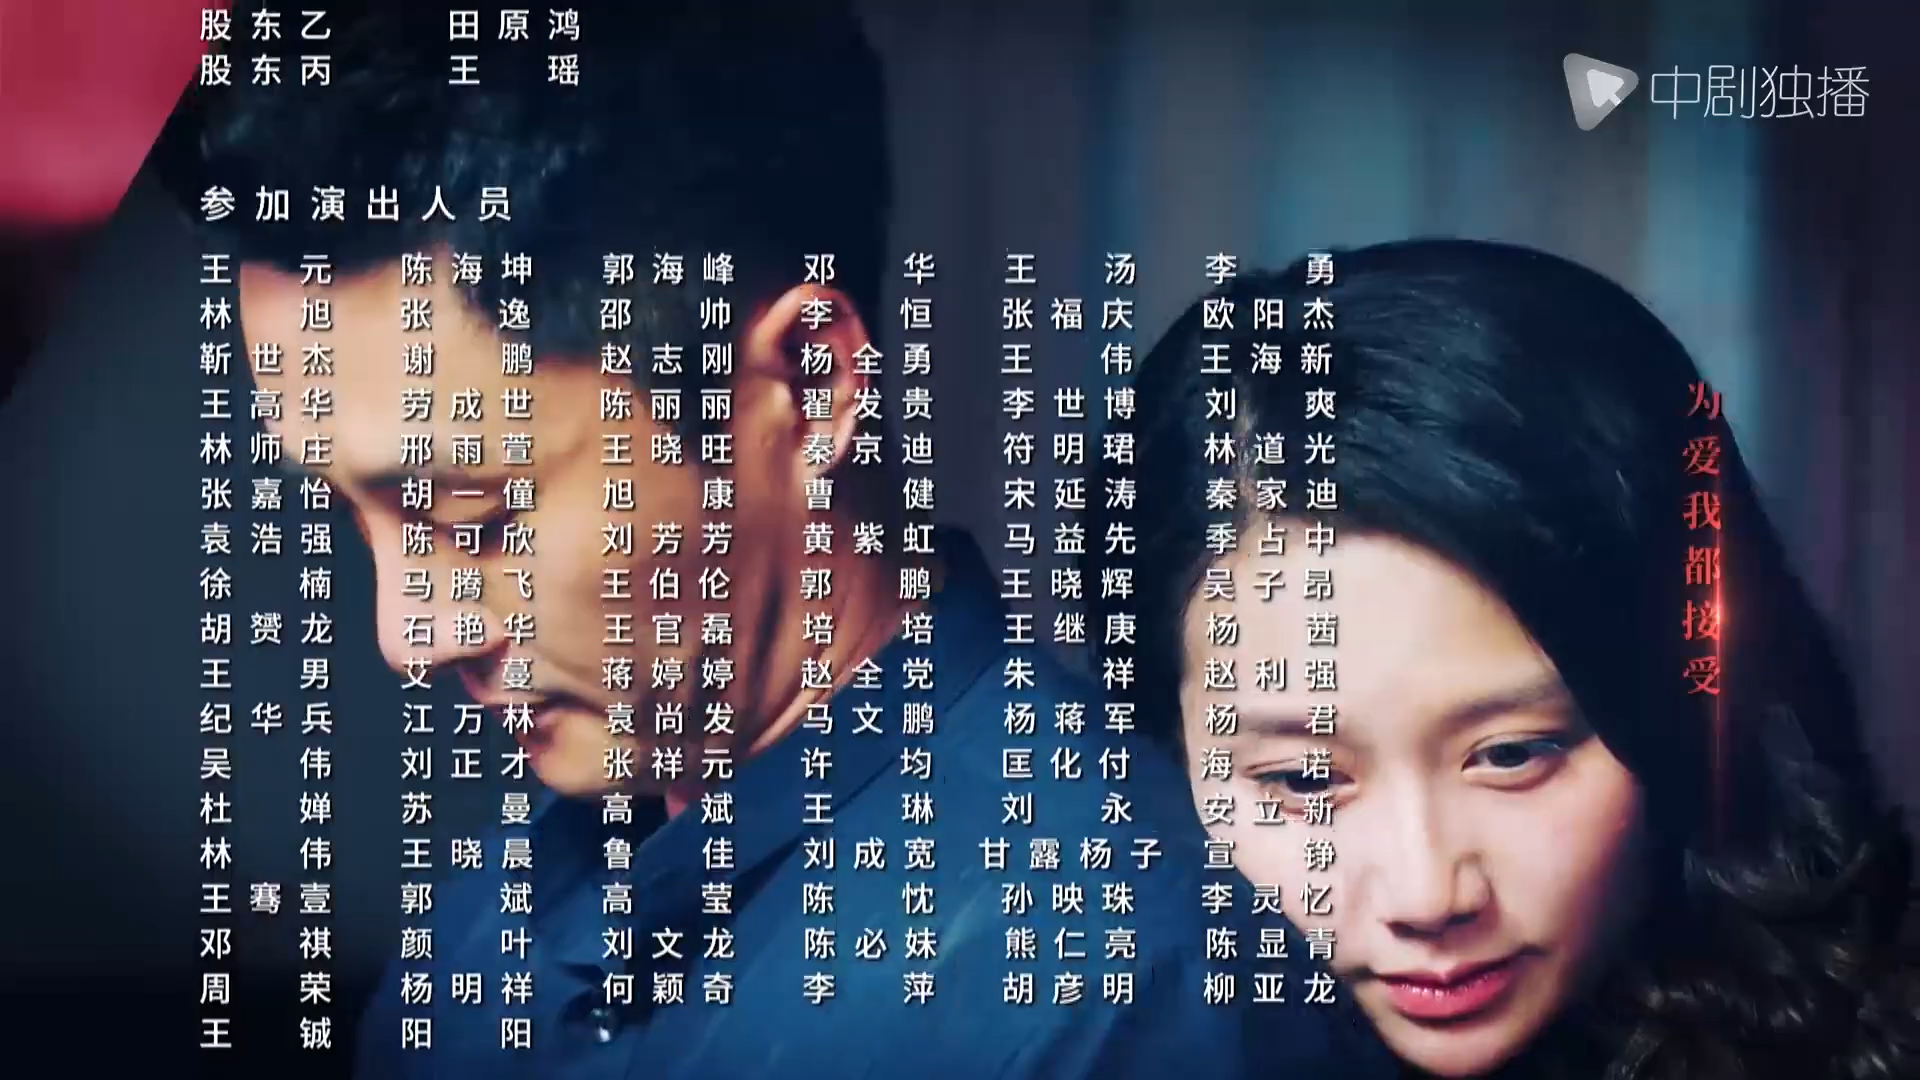 股东乙 田原鸿
股东丙 王瑶
中剧独播
参加演出人员
王元 陈海坤 郭海峰 邓华 王汤 李勇
林旭 张逸 邵帅 李恒 张福庆 欧阳杰
靳世杰 谢鹏 赵志刚 杨全勇 王伟 王海新
王高华 劳成世 陈丽丽 翟发贵 李世博 刘爽
林师庄 邢雨萱 王晓旺 秦京迪 符明珺 林道光
张嘉怡 胡一僮 旭康 曹健 宋延涛 秦家迪
袁浩强 陈可欣 刘芳芳 黄紫虹 马益先 季占中
徐楠 马腾飞 王伯伦 郭鹏 王晓辉 吴子昂
胡赟龙 石艳华 王官磊 培培 王继庚 杨茜
王男 艾蔓 蒋婷婷 赵全党 朱祥 赵利强
纪华兵 江万林 袁尚发 马文鹏 杨蒋军 杨君
吴伟 刘正才 张祥元 许均 匡化付 海诺
杜婵 苏曼 高斌 王琳 刘永 安立新
林伟 王晓晨 鲁佳 刘成宽 甘露杨子 宣铮
王骞壹 郭斌 高莹 陈忱 孙映珠 李灵忆
邓祺 颜叶 刘文龙 陈必妹 熊仁亮 陈显青
周荣 杨明祥 何颖奇 李萍 胡彦明 柳亚龙
王铖 阳阳
为爱我都接受